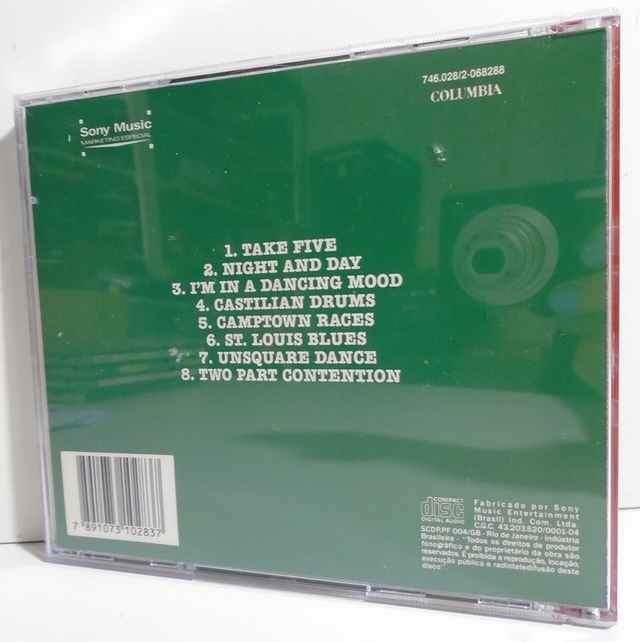 Sony Music
MARKETING ESPECIAL
746.028/2-068288
COLUMBIA
1. TAKE FIVE
2. NIGHT AND DAY
3. I'M IN A DANCING MOOD
4. CASTILIAN DRUMS
5. CAMPTOWN RACES
6. ST. LOUIS BLUES
7. UNSQUARE DANCE
8. TWO PART CONTENTION
7 891073 102837
COMPACT
disc
DIGITAL AUDIO
Fabricado por Sony
Music Entertainment
(Brasil) Ind. Com. Ltda.
C.G.C. 43.203.520/0001-04
SCDP.PF 004/GB - Rio de Janeiro - Indústria
Brasileira - "Todos os direitos de produtor
fonográfico e do proprietário da obra são
reservados. É proibida a reprodução, locação,
execução pública e radioteledifusão deste
disco"